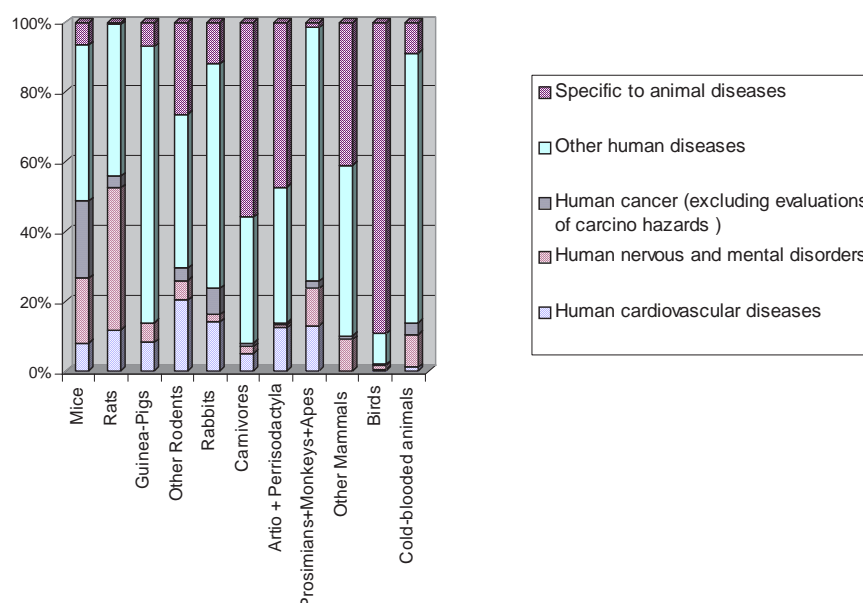 100%
80%
60%
40%
20%
0%
Mice
Rats
Guinea-Pigs
Other Rodents
Rabbits
Carnivores
Artio + Perrisodactyla
Prosimians+Monkeys+Apes
Other Mammals
Birds
Cold-blooded animals
Specific to animal diseases
Other human diseases
Human cancer (excluding evaluations
of carcino hazards )
Human nervous and mental disorders
Human cardiovascular diseases